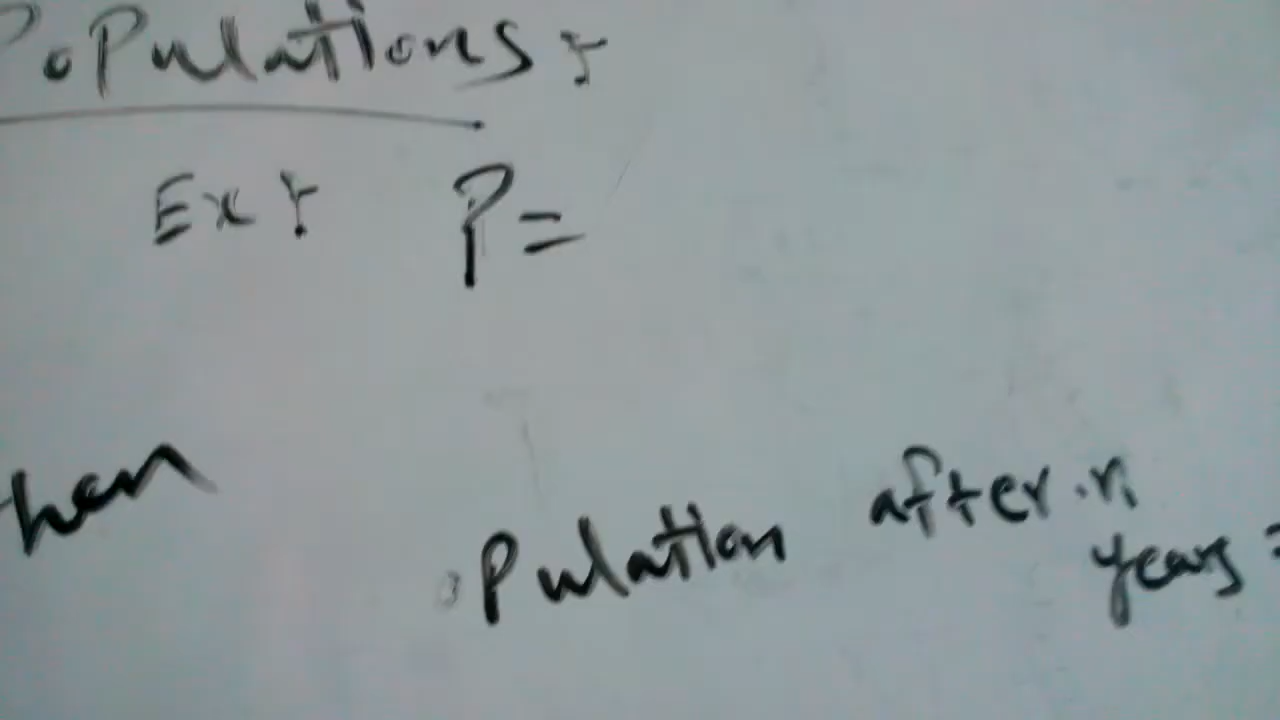 PoPulations:
Ex: P=
hen Pulation after n
years =